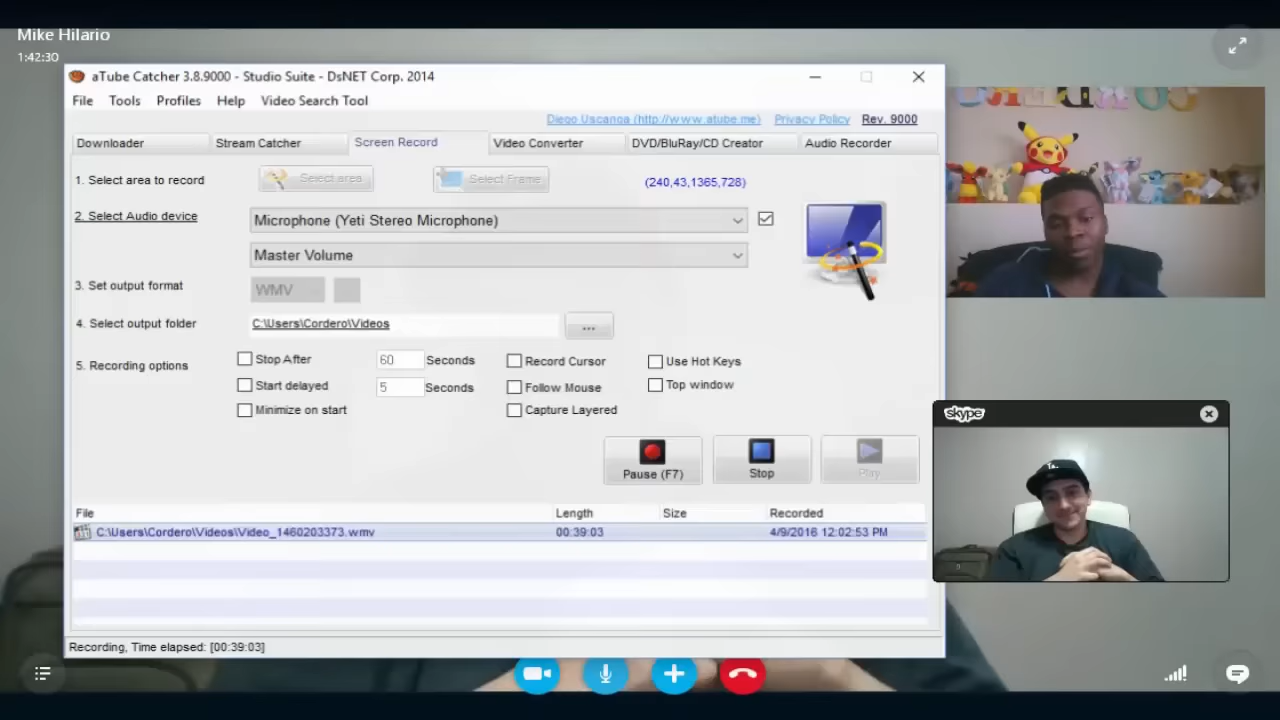 Mike Hilario
1:42:30
aTube Catcher 3.8.9000 - Studio Suite - DsNET Corp. 2014
File Tools Profiles Help Video Search Tool
Diego Uscanga (http://www.atube.me) Privacy Policy Rev. 9000
Downloader Stream Catcher Screen Record Video Converter DVD/BluRay/CD Creator Audio Recorder
1. Select area to record Select area Select Frame (240,43,1365,728)
2. Select Audio device Microphone (Yeti Stereo Microphone)
Master Volume
3. Set output format WMV
4. Select output folder C:\Users\Cordero\Videos ...
5. Recording options
Stop After 60 Seconds Record Cursor Use Hot Keys
Start delayed 5 Seconds Follow Mouse Top window
Minimize on start Capture Layered
Pause (F7) Stop Play
File Length Size Recorded
C:\Users\Cordero\Videos\Video_1460203373.wmv 00:39:03 4/9/2016 12:02:53 PM
Recording, Time elapsed: [00:39:03]
skype